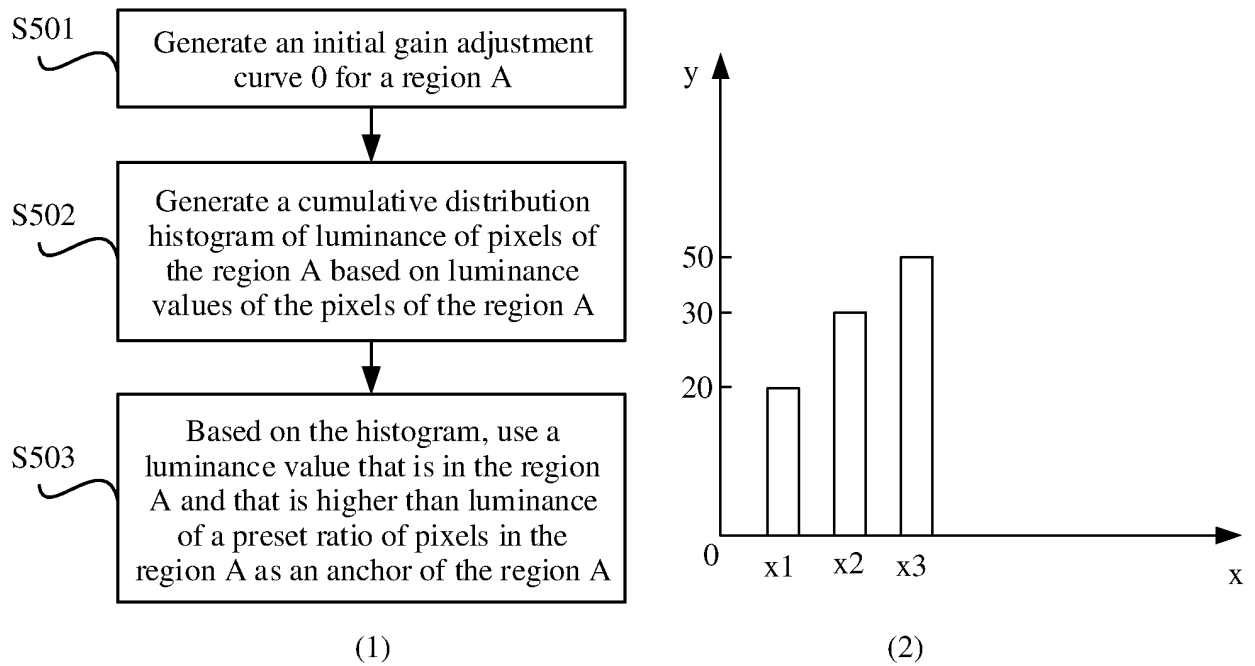 S501
Generate an initial gain adjustment
curve 0 for a region A
S502
Generate a cumulative distribution
histogram of luminance of pixels of
the region A based on luminance
values of the pixels of the region A
S503
Based on the histogram, use a
luminance value that is in the region
A and that is higher than luminance
of a preset ratio of pixels in the
region A as an anchor of the region A
(1)
y
50
30
20
0
x1 x2 x3
x
(2)